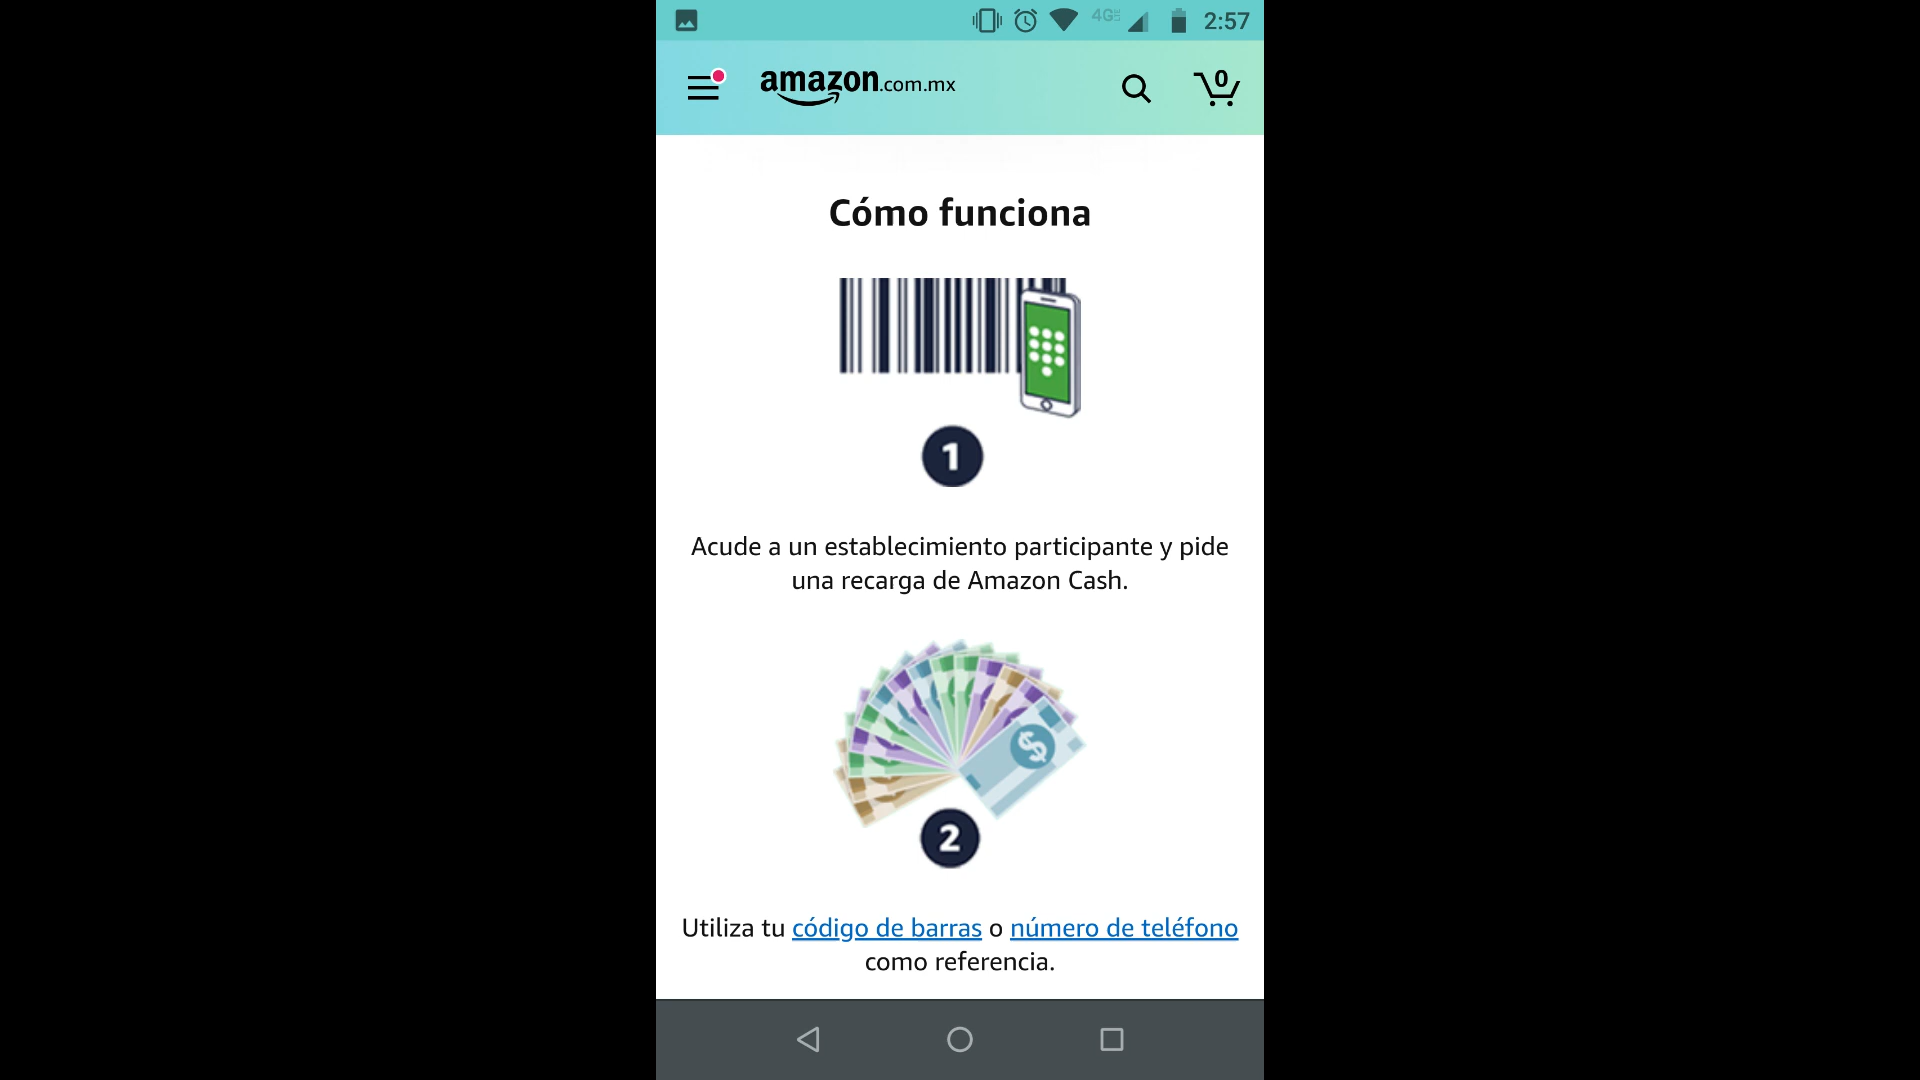 4G
2:57
amazon.com.mx
0
Cómo funciona
1
Acude a un establecimiento participante y pide
una recarga de Amazon Cash.
$
2
Utiliza tu código de barras o número de teléfono
como referencia.